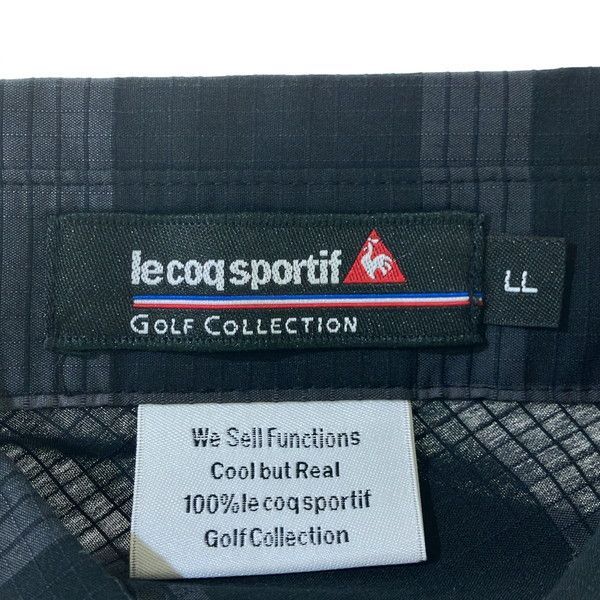 le coq sportif
GOLF COLLECTION
LL
We Sell Functions
Cool but Real
100% le coq sportif
Golf Collection